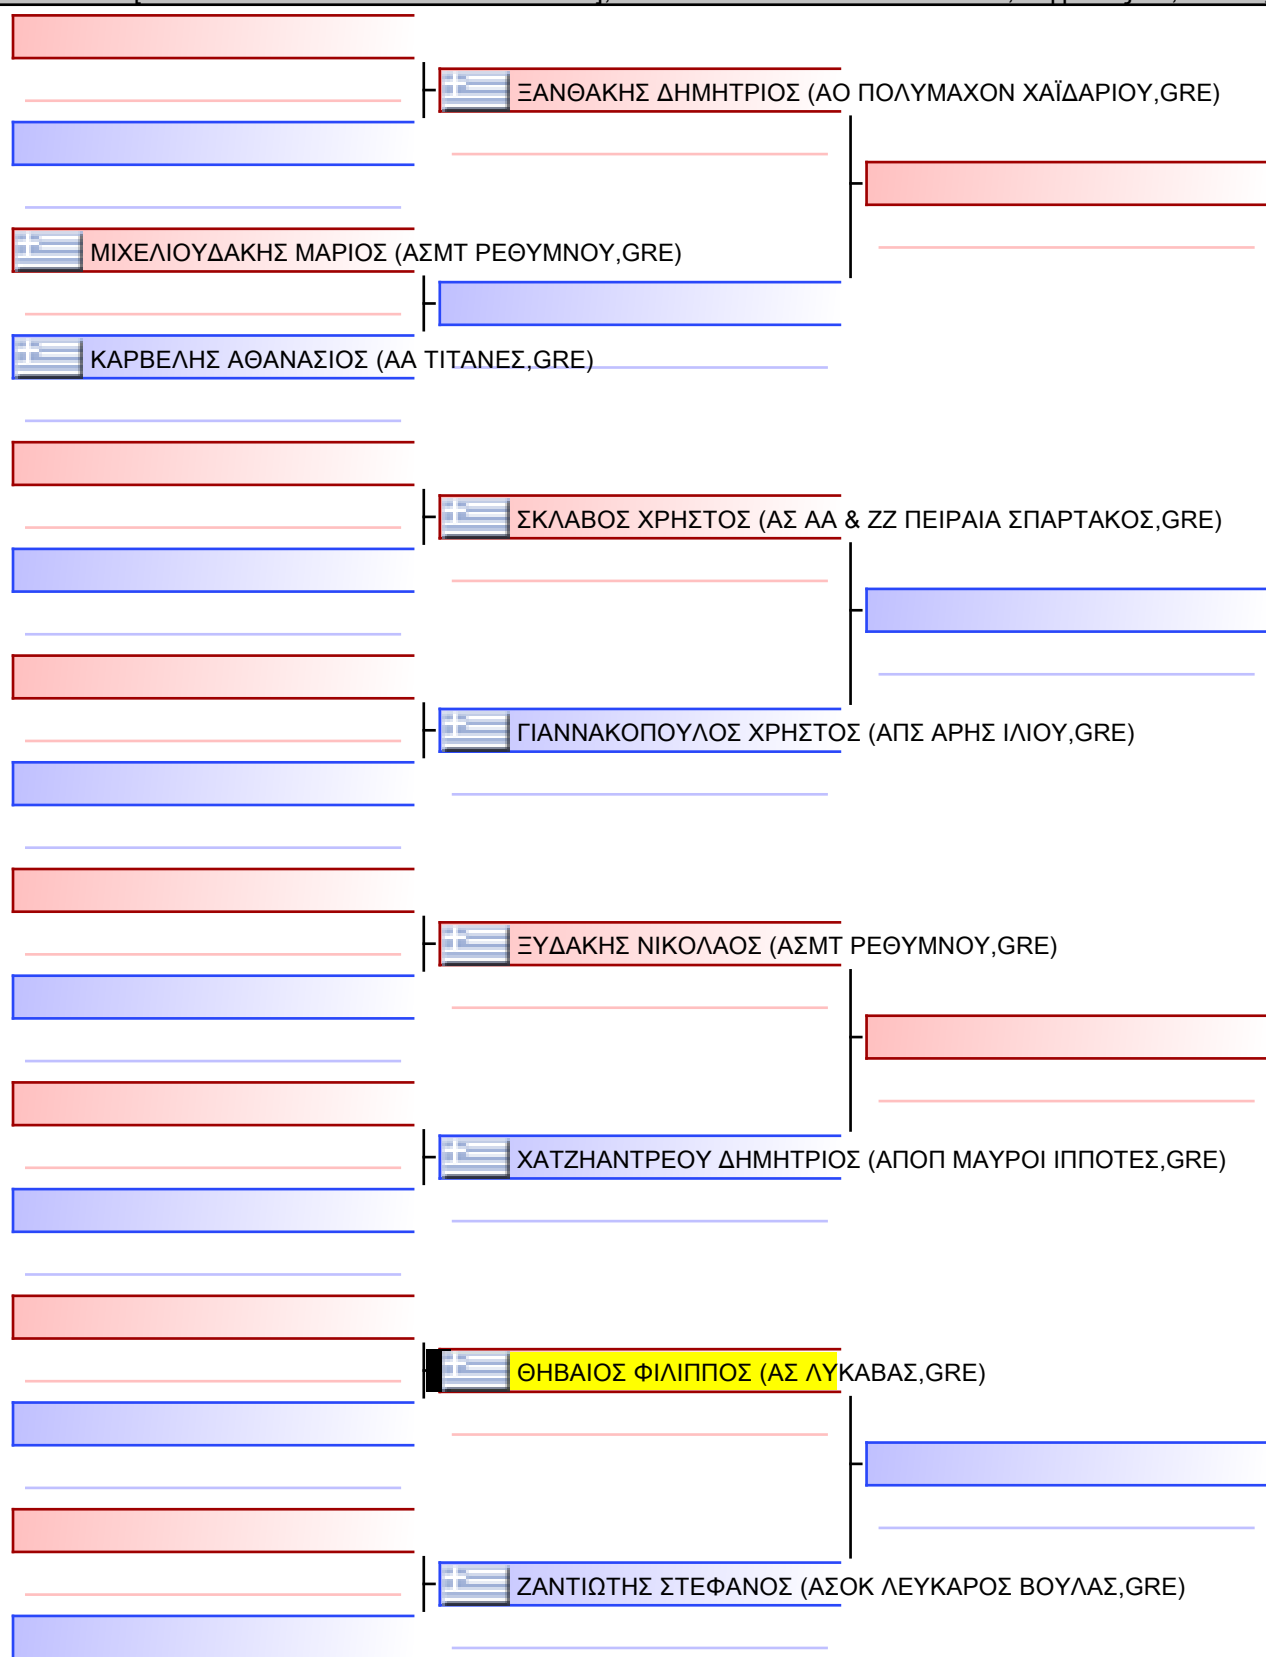 ΞΑΝΘΑΚΗΣ ΔΗΜΗΤΡΙΟΣ (ΑΟ ΠΟΛΥΜΑΧΟΝ ΧΑΪΔΑΡΙΟΥ,GRE)
ΜΙΧΕΛΙΟΥΔΑΚΗΣ ΜΑΡΙΟΣ (ΑΣΜΤ ΡΕΘΥΜΝΟΥ,GRE)
ΚΑΡΒΕΛΗΣ ΑΘΑΝΑΣΙΟΣ (ΑΑ ΤΙΤΑΝΕΣ,GRE)
ΣΚΛΑΒΟΣ ΧΡΗΣΤΟΣ (ΑΣ ΑΑ & ΖΖ ΠΕΙΡΑΙΑ ΣΠΑΡΤΑΚΟΣ,GRE)
ΓΙΑΝΝΑΚΟΠΟΥΛΟΣ ΧΡΗΣΤΟΣ (ΑΠΣ ΑΡΗΣ ΙΛΙΟΥ,GRE)
ΞΥΔΑΚΗΣ ΝΙΚΟΛΑΟΣ (ΑΣΜΤ ΡΕΘΥΜΝΟΥ,GRE)
ΧΑΤΖΗΑΝΤΡΕΟΥ ΔΗΜΗΤΡΙΟΣ (ΑΠΟΠ ΜΑΥΡΟΙ ΙΠΠΟΤΕΣ,GRE)
ΘΗΒΑΙΟΣ ΦΙΛΙΠΠΟΣ (ΑΣ ΛΥΚΑΒΑΣ,GRE)
ΖΑΝΤΙΩΤΗΣ ΣΤΕΦΑΝΟΣ (ΑΣΟΚ ΛΕΥΚΑΡΟΣ ΒΟΥΛΑΣ,GRE)